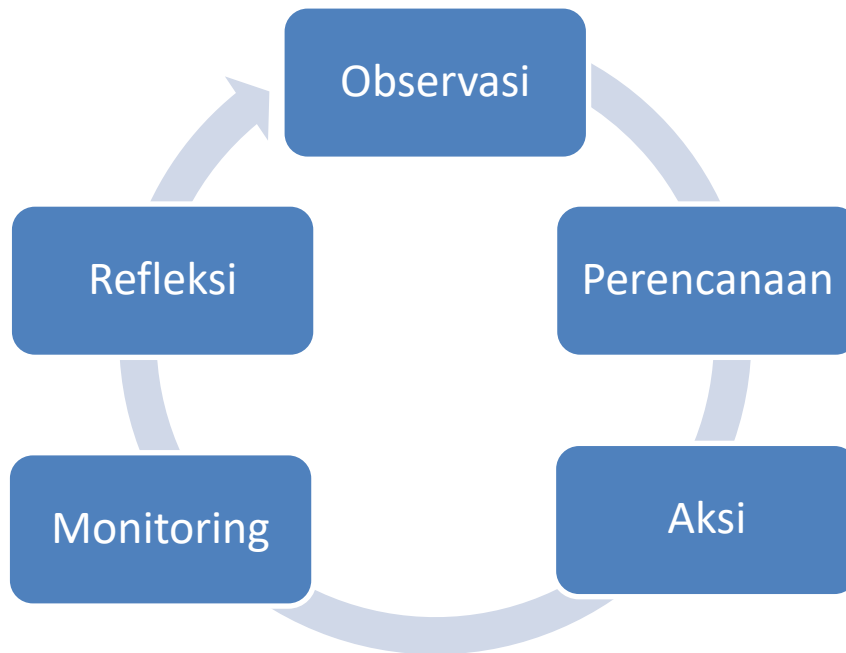 Observasi
Perencanaan
Aksi
Monitoring
Refleksi